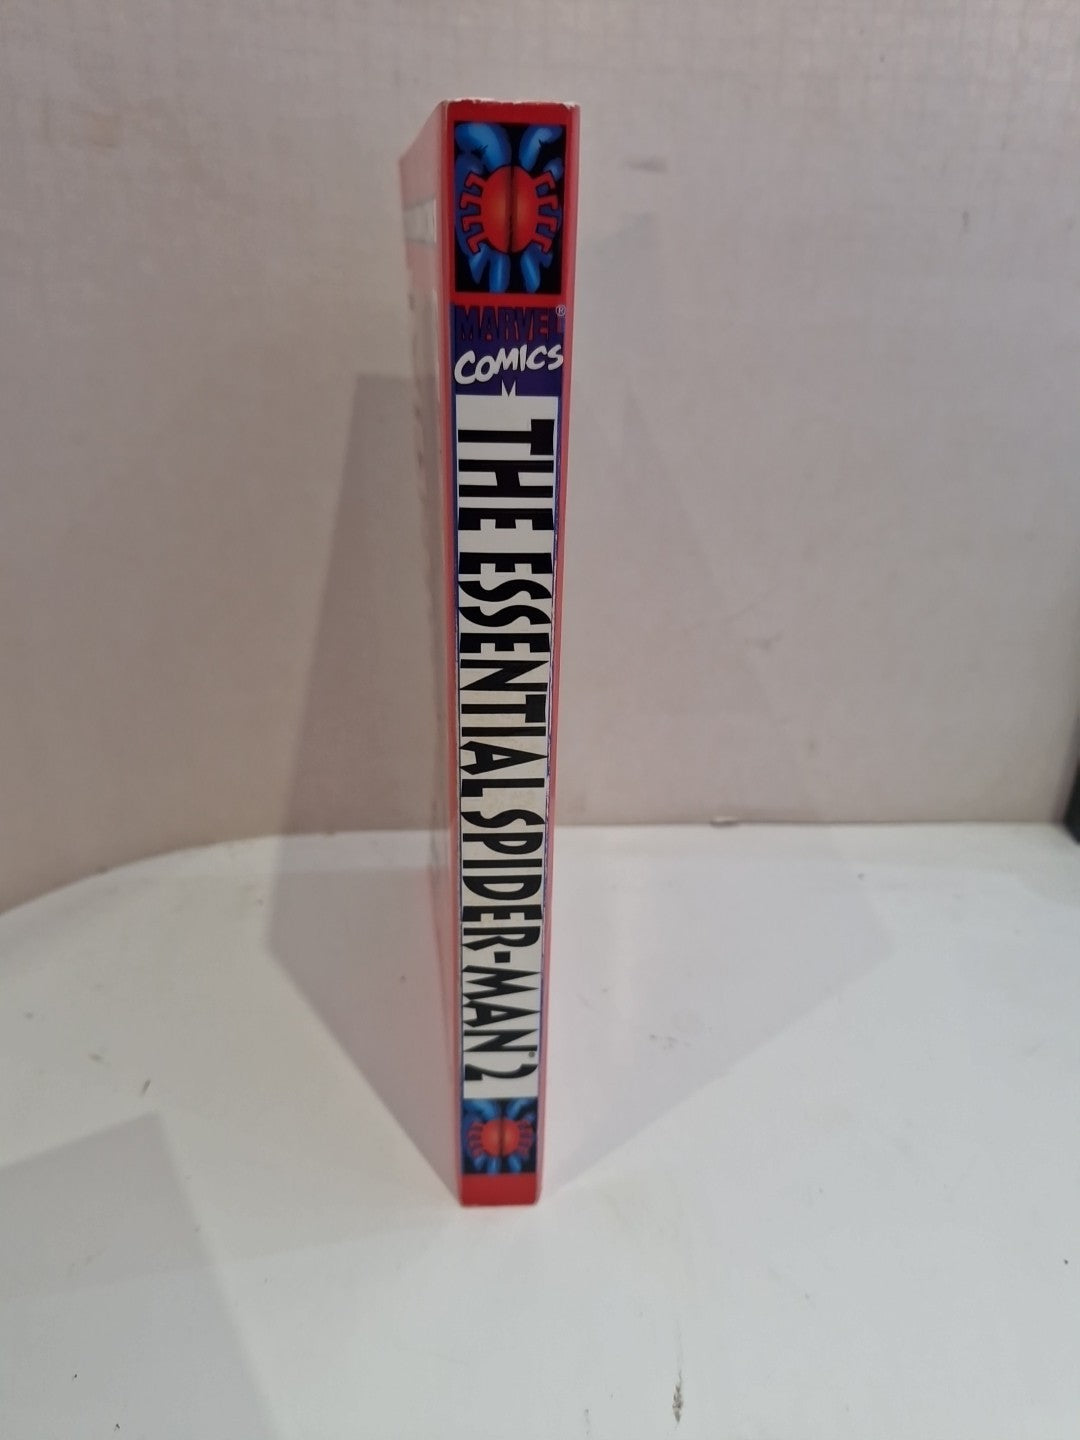 MARVEL®
COMICS
THE ESSENTIAL SPIDER-MAN® 2